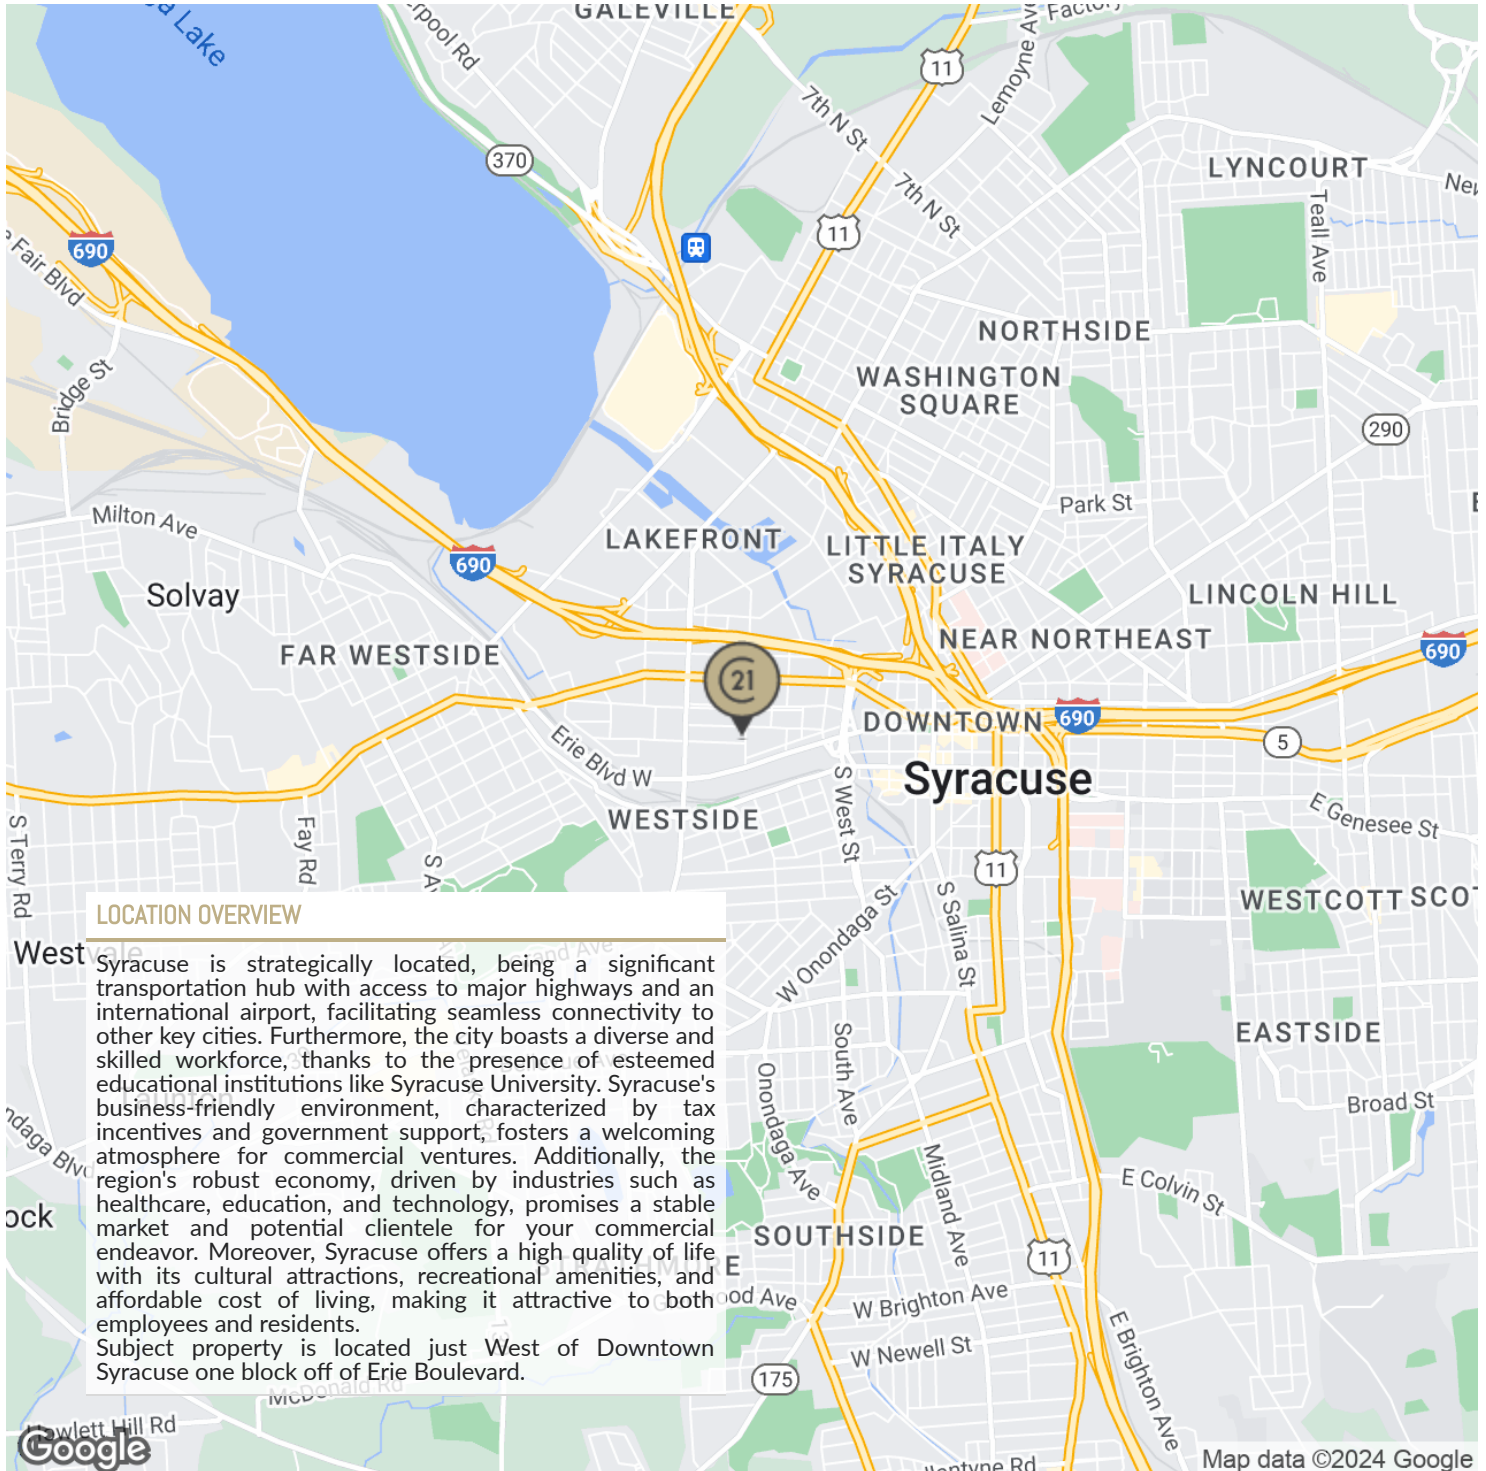 GALEVILLE
11
7th N St
Lemoyne Ave
370
LYNCOURT
7th N St
Teall Ave
11
690
Fair Blvd
NORTHSIDE
WASHINGTON
SQUARE
Bridge St
290
Park St
Milton Ave
LAKEFRONT
LITTLE ITALY
SYRACUSE
690
Solvay
LINCOLN HILL
NEAR NORTHEAST
FAR WESTSIDE
690
C21
DOWNTOWN
690
5
Erie Blvd W
Syracuse
S West St
WESTSIDE
E Genesee St
S Terry Rd
Fay Rd
11
W Onondaga St
S Salina St
WESTCOTT
LOCATION OVERVIEW
Westvale
Syracuse is strategically located, being a significant
transportation hub with access to major highways and an
international airport, facilitating seamless connectivity to
other key cities. Furthermore, the city boasts a diverse and
skilled workforce, thanks to the presence of esteemed
educational institutions like Syracuse University. Syracuse's
business-friendly environment, characterized by tax
incentives and government support, fosters a welcoming
atmosphere for commercial ventures. Additionally, the
region's robust economy, driven by industries such as
healthcare, education, and technology, promises a stable
market and potential clientele for your commercial
endeavor. Moreover, Syracuse offers a high quality of life
with its cultural attractions, recreational amenities, and
affordable cost of living, making it attractive to both
employees and residents.
Subject property is located just West of Downtown
Syracuse one block off of Erie Boulevard.
EASTSIDE
South Ave
Onondaga Ave
Broad St
Midland Ave
E Colvin St
SOUTHSIDE
11
STRATHMORE
W Brighton Ave
E Brighton Ave
W Newell St
175
McDonald Rd
Howlett Hill Rd
Google
Map data ©2024 Google